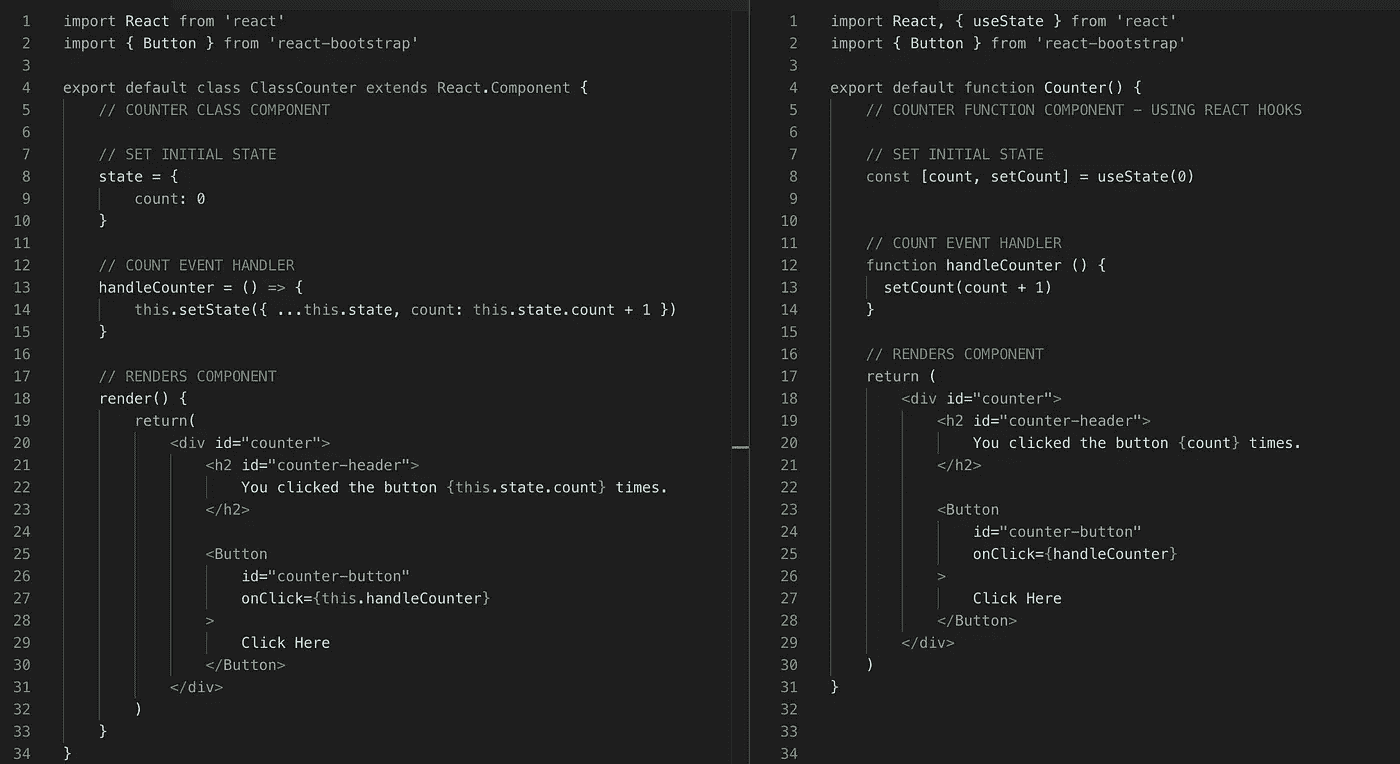 1 import React from 'react'
2 import { Button } from 'react-bootstrap'
3
4 export default class ClassCounter extends React.Component {
5 // COUNTER CLASS COMPONENT
6
7 // SET INITIAL STATE
8 state = {
9 count: 0
10 }
11
12 // COUNT EVENT HANDLER
13 handleCounter = () => {
14 this.setState({ ...this.state, count: this.state.count + 1 })
15 }
16
17 // RENDERS COMPONENT
18 render() {
19 return(
20 <div id="counter">
21 <h2 id="counter-header">
22 You clicked the button {this.state.count} times.
23 </h2>
24
25 <Button
26 id="counter-button"
27 onClick={this.handleCounter}
28 >
29 Click Here
30 </Button>
31 </div>
32 )
33 }
34 }
1 import React, { useState } from 'react'
2 import { Button } from 'react-bootstrap'
3
4 export default function Counter() {
5 // COUNTER FUNCTION COMPONENT - USING REACT HOOKS
6
7 // SET INITIAL STATE
8 const [count, setCount] = useState(0)
9
10
11 // COUNT EVENT HANDLER
12 function handleCounter () {
13 setCount(count + 1)
14 }
15
16 // RENDERS COMPONENT
17 return (
18 <div id="counter">
19 <h2 id="counter-header">
20 You clicked the button {count} times.
21 </h2>
22
23 <Button
24 id="counter-button"
25 onClick={handleCounter}
26 >
27 Click Here
28 </Button>
29 </div>
30 )
31 }
32
33
34